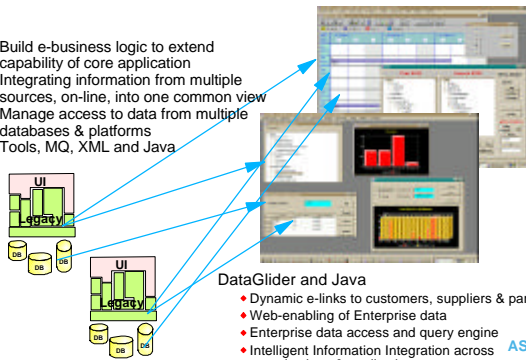 Build e-business logic to extend
capability of core application
Integrating information from multiple
sources, on-line, into one common view
Manage access to data from multiple
databases & platforms
Tools, MQ, XML and Java
UI
Legacy
DB
DB
DB
UI
Legacy
DB
DB
DB
DataGlider and Java
Dynamic e-links to customers, suppliers & par
Web-enabling of Enterprise data
Enterprise data access and query engine
Intelligent Information Integration across
AS